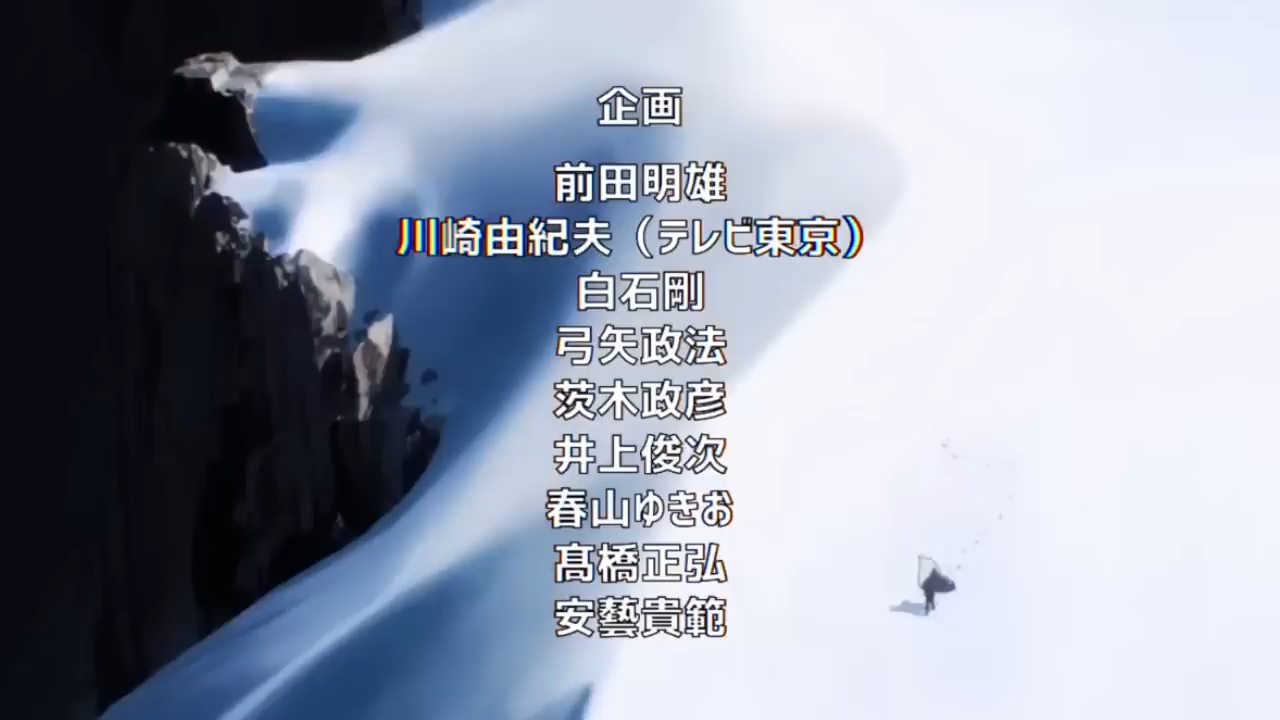 企画
前田明雄
川崎由紀夫（テレビ東京）
白石剛
弓矢政法
茨木政彦
井上俊次
春山ゆきお
髙橋正弘
安藝貴範